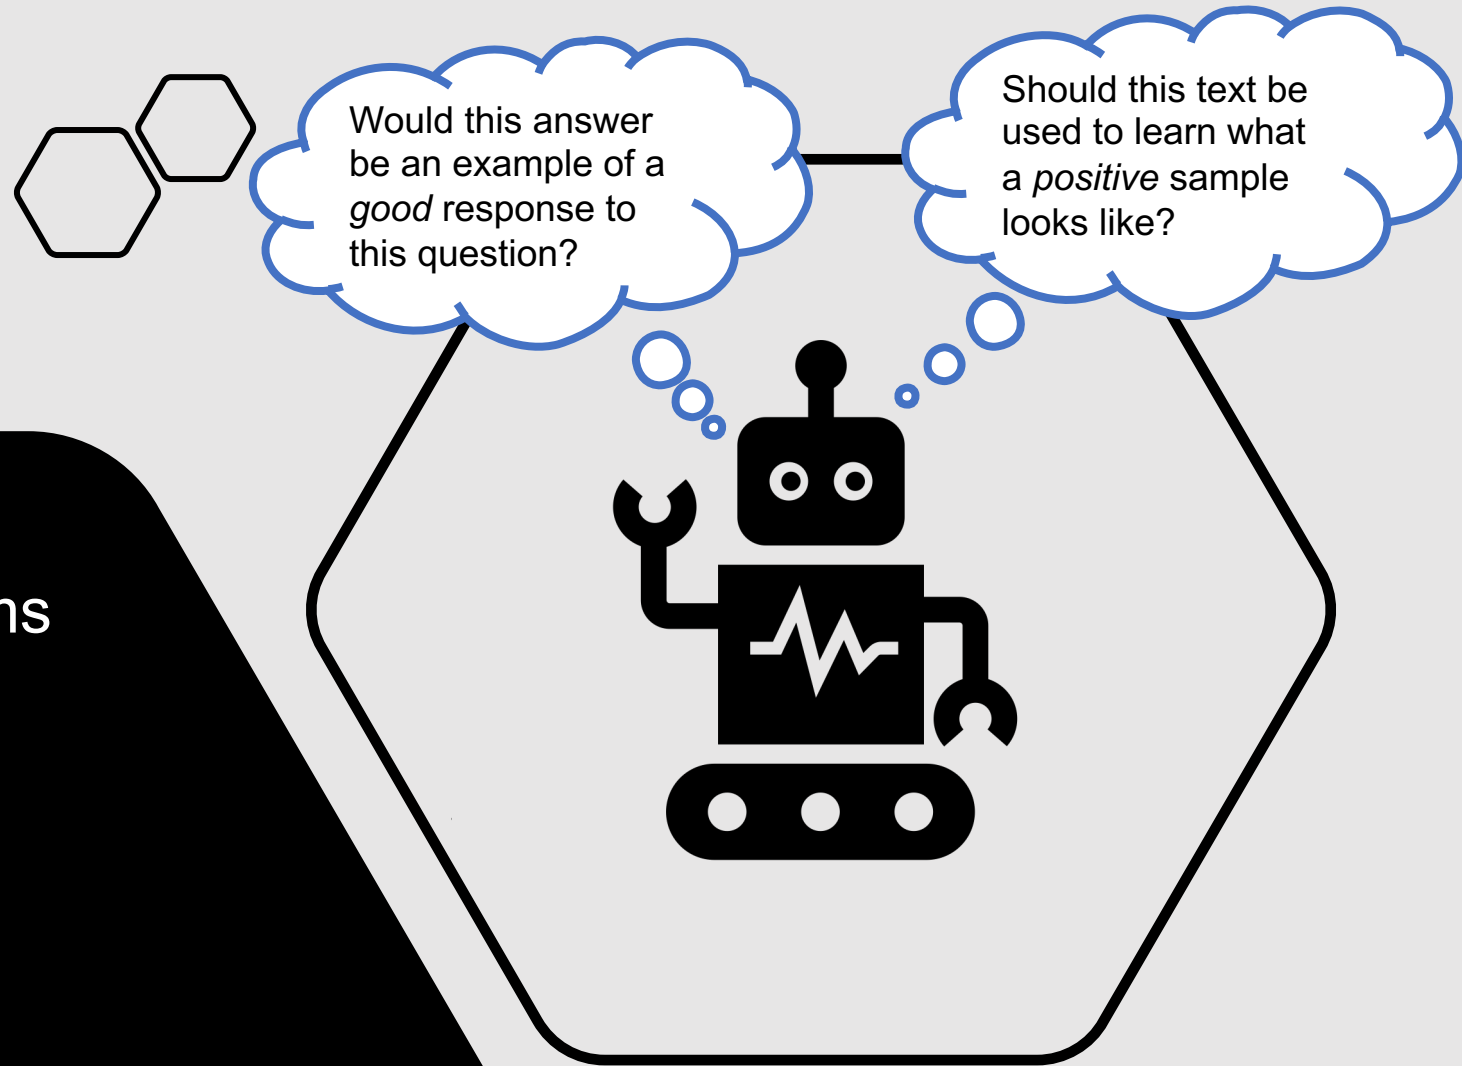 Would this answer
be an example of a
good response to
this question?
Should this text be
used to learn what
a positive sample
looks like?